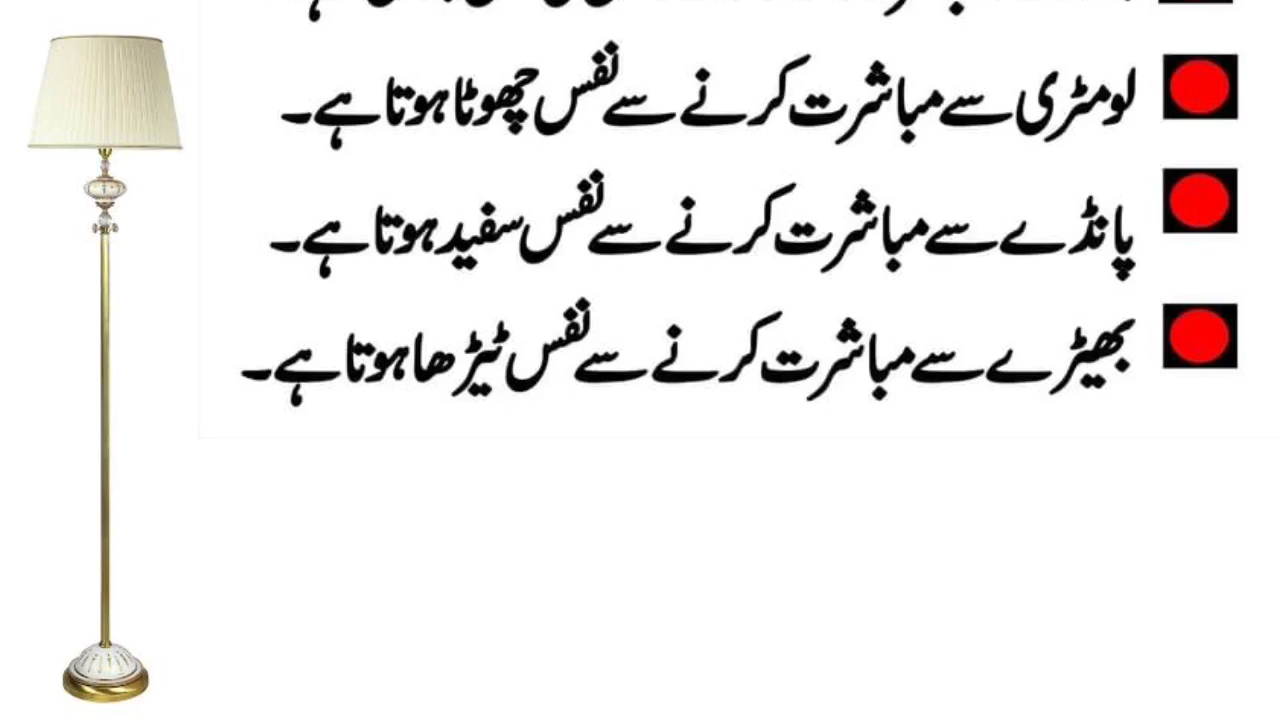 لومڑی سے مباشرت کرنے سے نفس چھوٹا ہوتا ہے۔
پانڈے سے مباشرت کرنے سے نفس سفید ہوتا ہے۔
بھیڑے سے مباشرت کرنے سے نفس ٹیڑھا ہوتا ہے۔